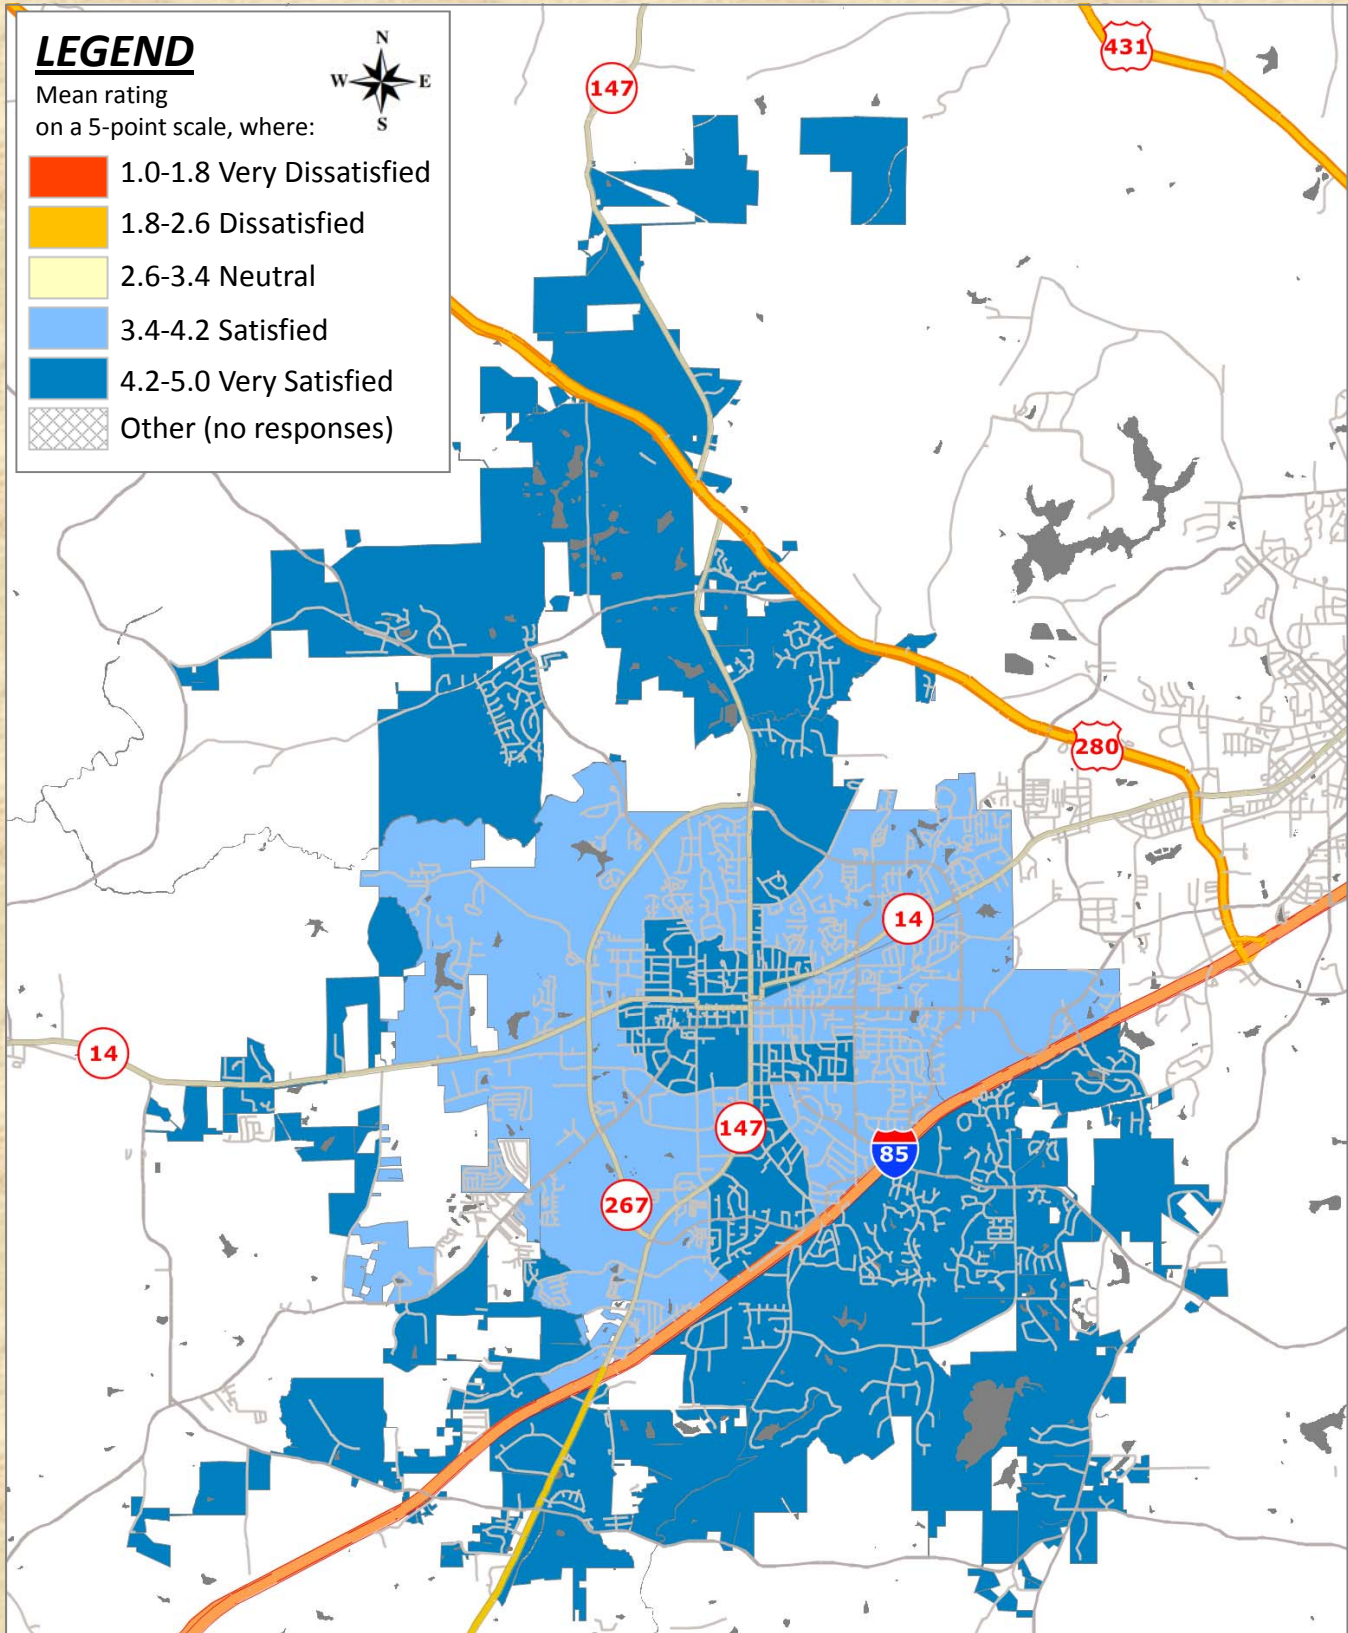 LEGEND
N
W E
S
Mean rating
on a 5-point scale, where:
1.0-1.8 Very Dissatisfied
1.8-2.6 Dissatisfied
2.6-3.4 Neutral
3.4-4.2 Satisfied
4.2-5.0 Very Satisfied
Other (no responses)
431
147
280
14
14
147
85
267